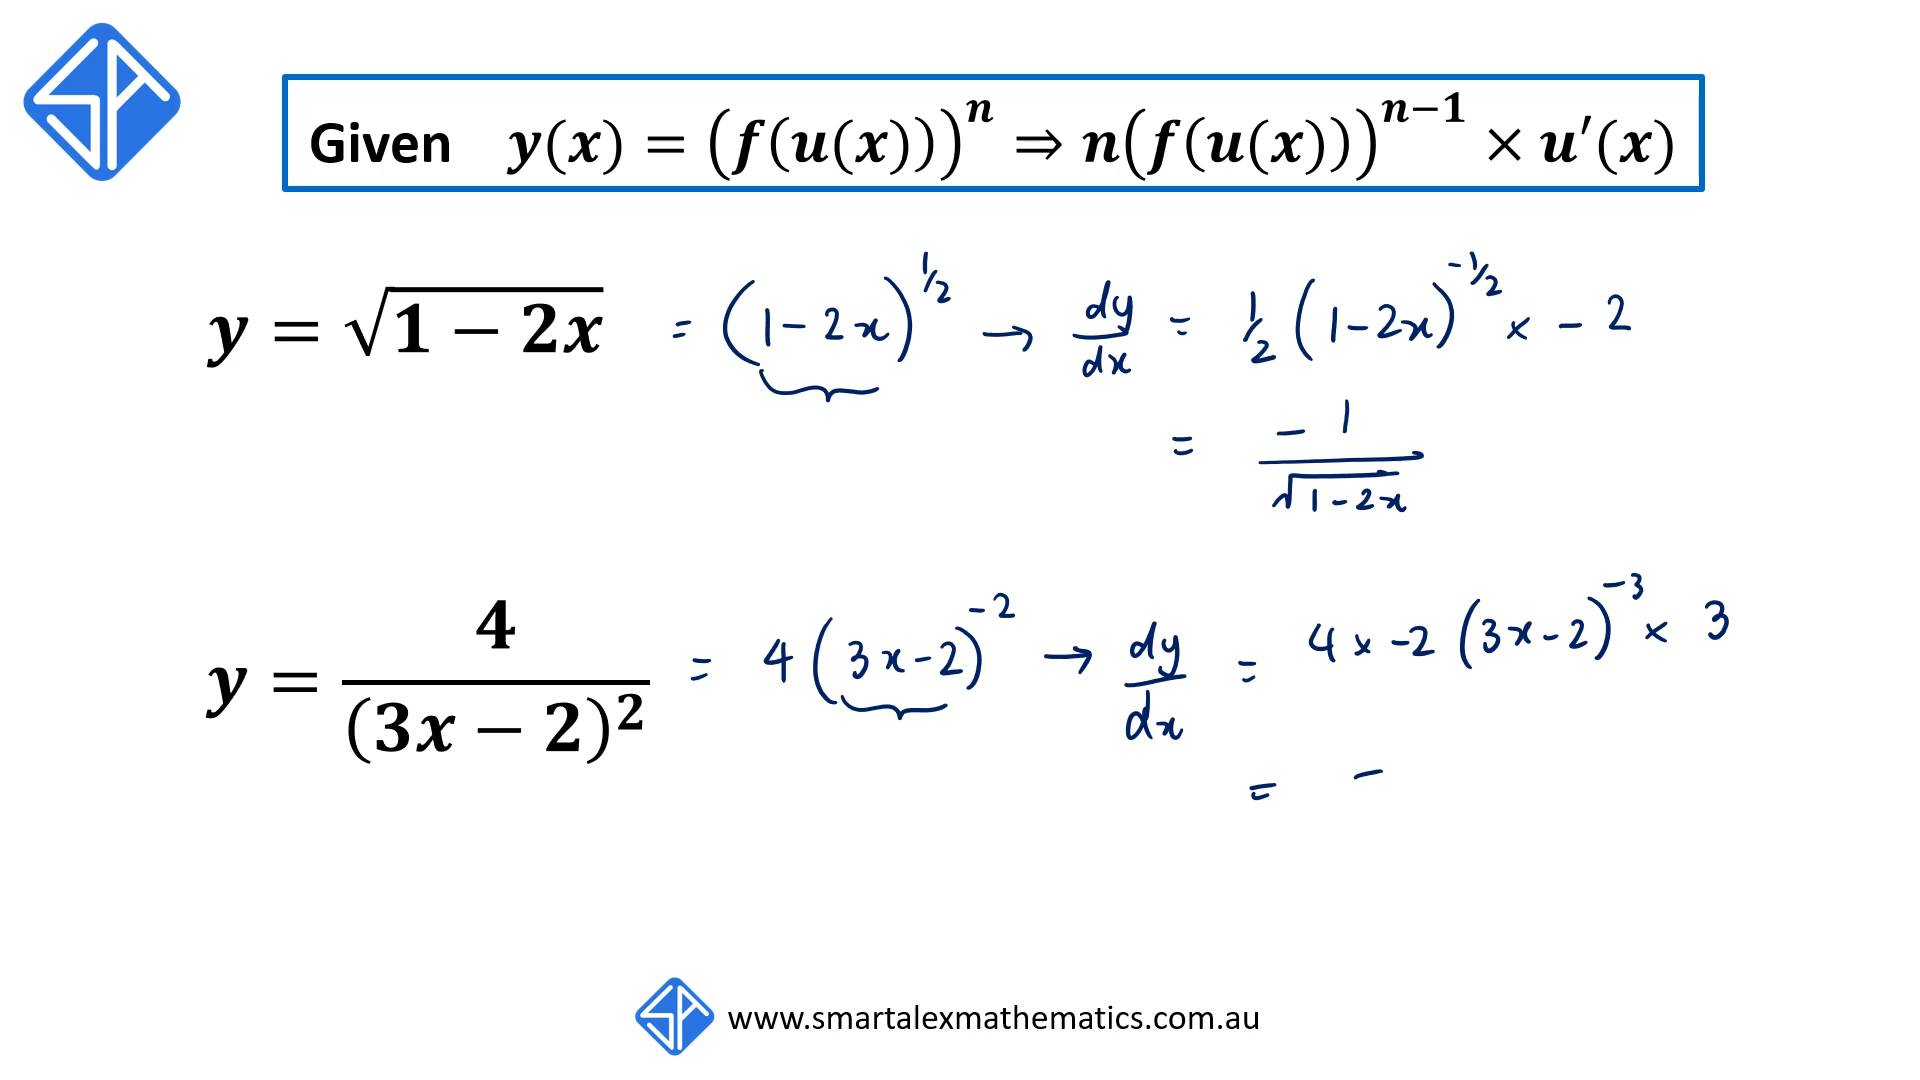 Given y(x) = (f(u(x)))^n ⇒ n(f(u(x)))^{n−1} × u′(x)
y = √(1 − 2x) = (1 − 2x)^{1/2} → dy/dx = 1/2 (1 − 2x)^{−1/2} × − 2
= − 1/√(1 − 2x)
y = 4/(3x − 2)^2 = 4(3x − 2)^{−2} → dy/dx = 4 × −2 (3x − 2)^{−3} × 3
= −
www.smartalexmathematics.com.au